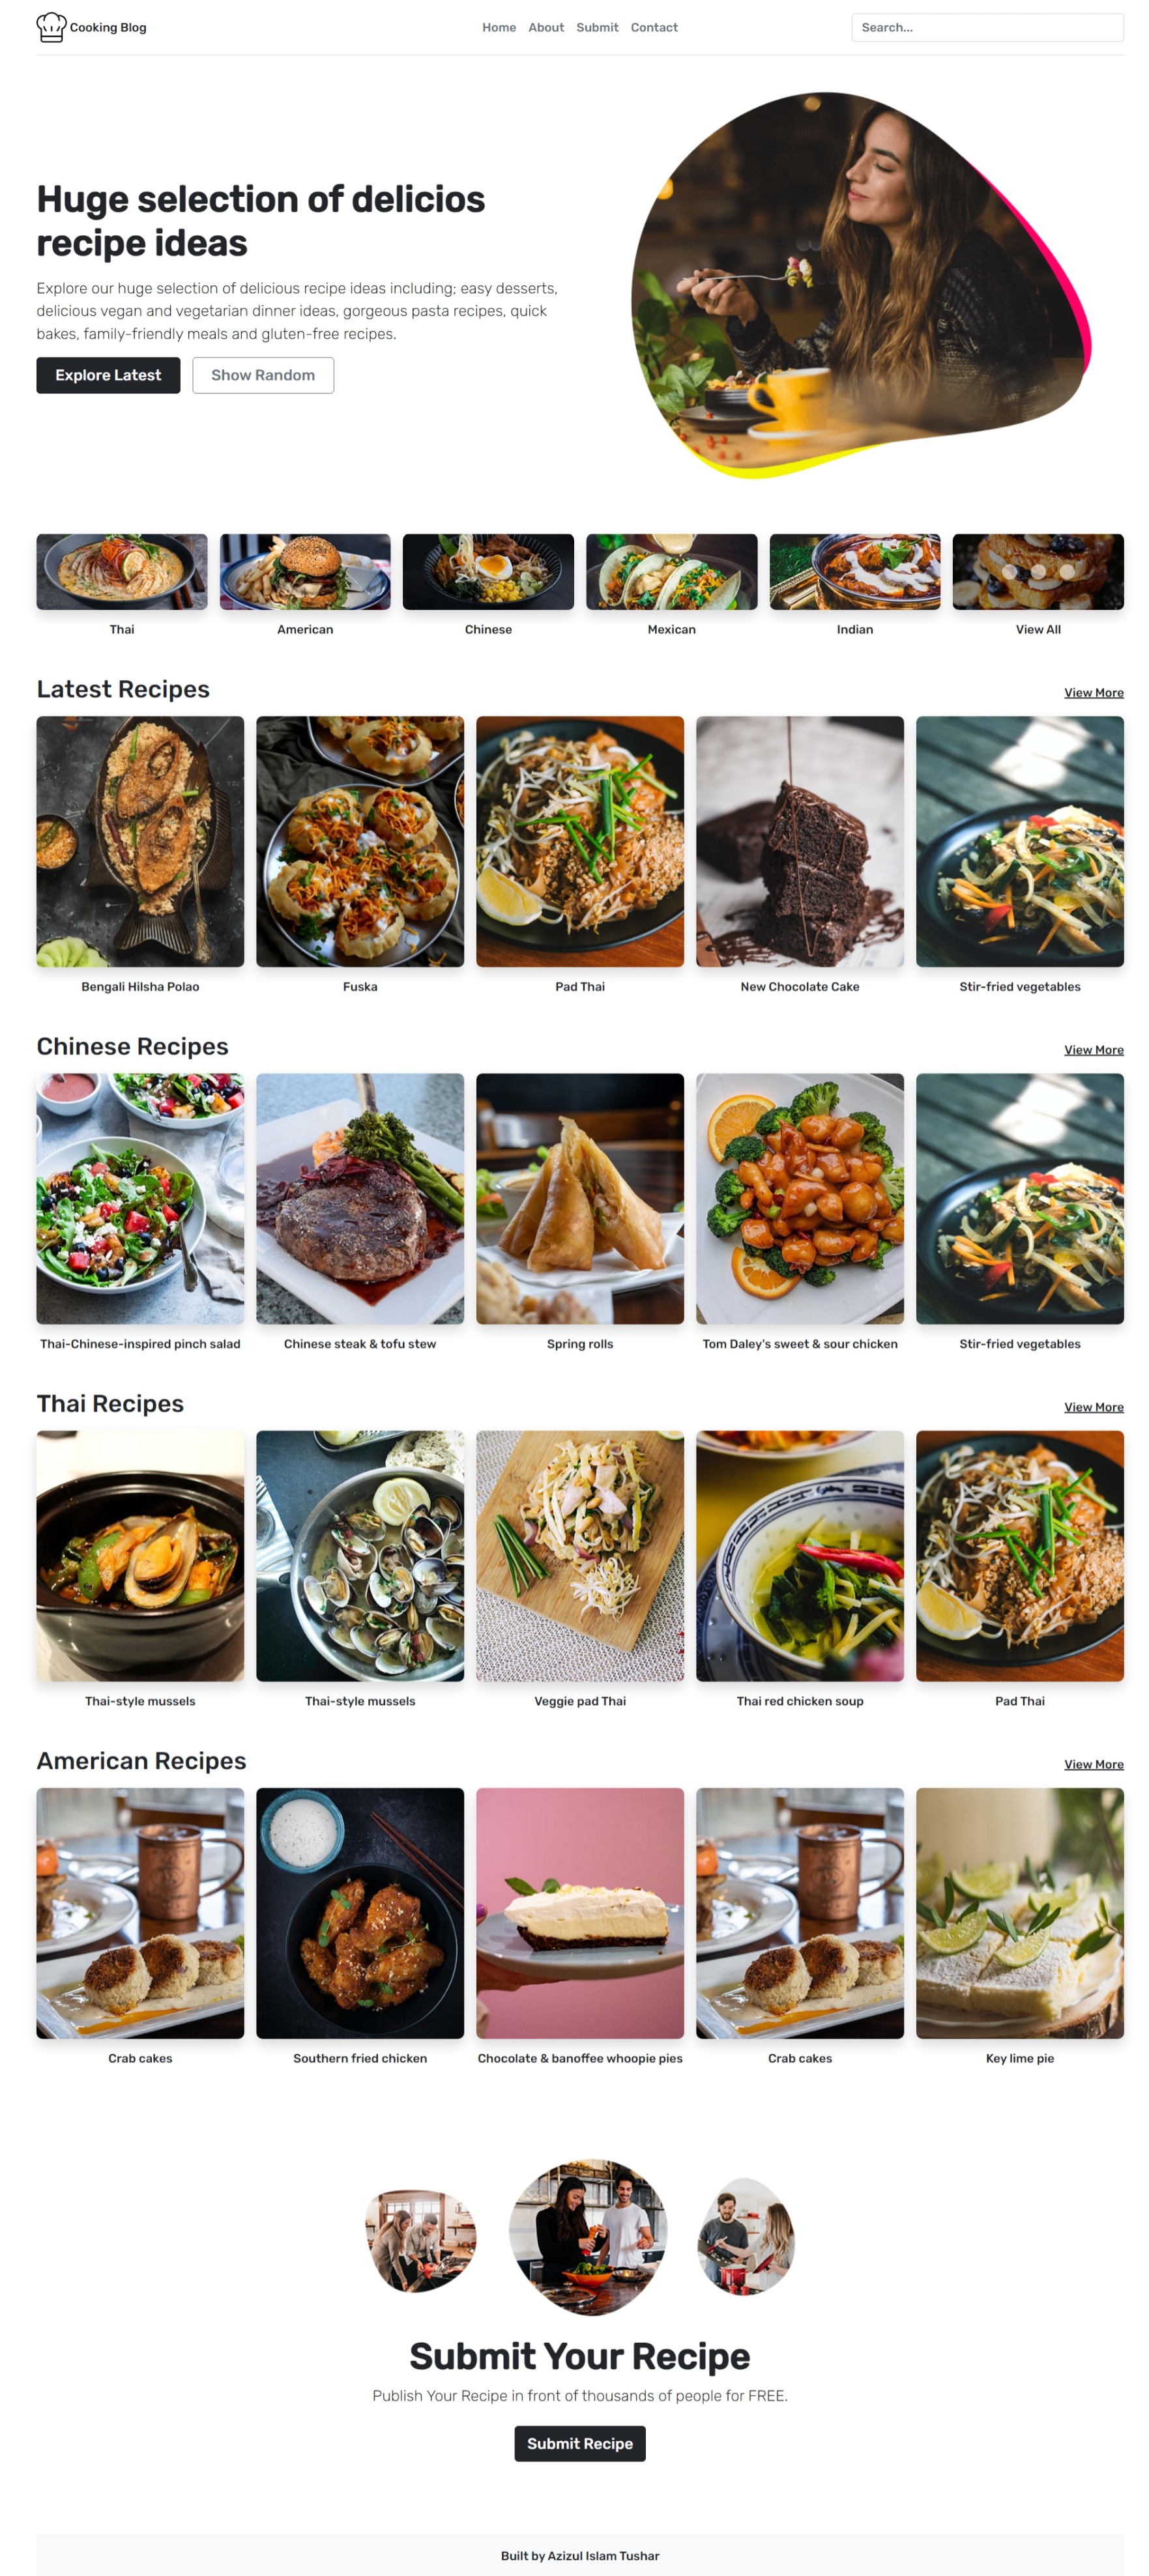 Cooking Blog
Home About Submit Contact
Search...
Huge selection of delicios
recipe ideas
Explore our huge selection of delicious recipe ideas including; easy desserts,
delicious vegan and vegetarian dinner ideas, gorgeous pasta recipes, quick
bakes, family-friendly meals and gluten-free recipes.
Explore Latest
Show Random
Thai
American
Chinese
Mexican
Indian
View All
Latest Recipes
View More
Bengali Hilsha Polao
Fuska
Pad Thai
New Chocolate Cake
Stir-fried vegetables
Chinese Recipes
View More
Thai-Chinese-inspired pinch salad
Chinese steak & tofu stew
Spring rolls
Tom Daley's sweet & sour chicken
Stir-fried vegetables
Thai Recipes
View More
Thai-style mussels
Thai-style mussels
Veggie pad Thai
Thai red chicken soup
Pad Thai
American Recipes
View More
Crab cakes
Southern fried chicken
Chocolate & banoffee whoopie pies
Crab cakes
Key lime pie
Submit Your Recipe
Publish Your Recipe in front of thousands of people for FREE.
Submit Recipe
Built by Azizul Islam Tushar